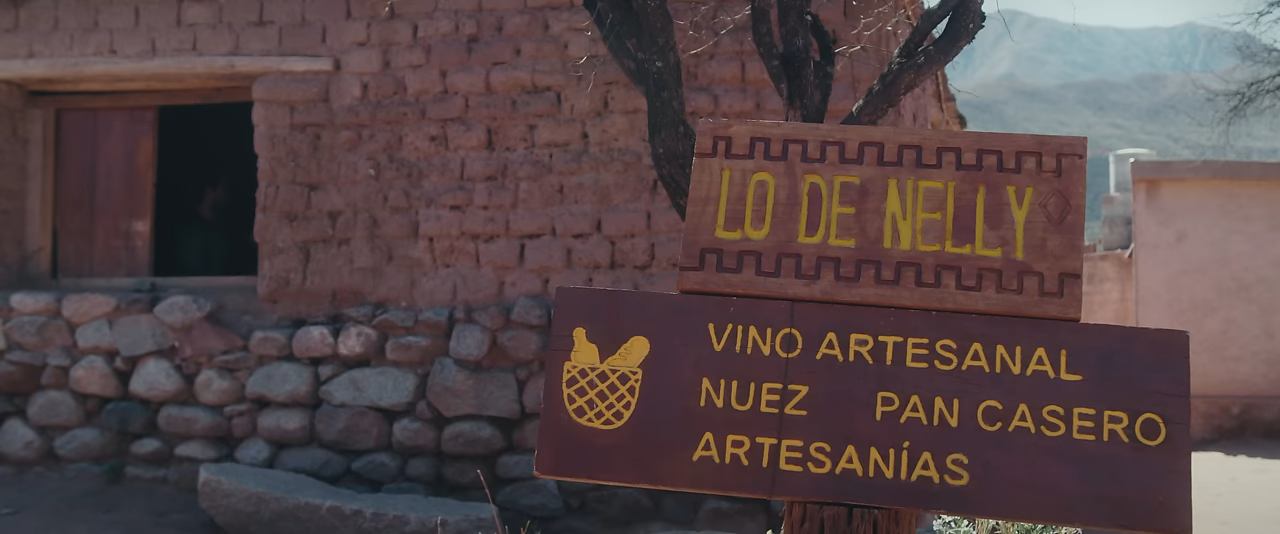 LO DE NELLY
VINO ARTESANAL
NUEZ PAN CASERO
ARTESANÍAS